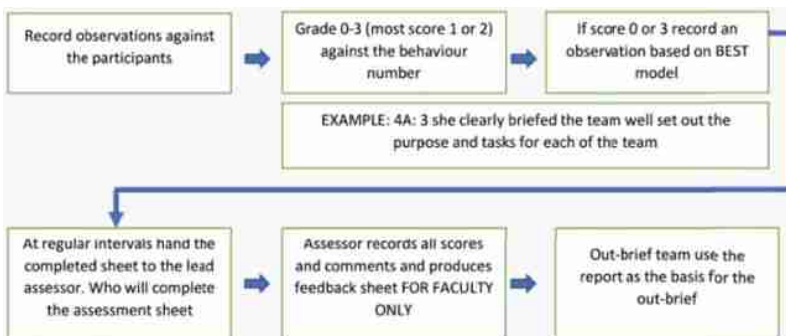 Record observations against
the participants
Grade 0-3 (most score 1 or 2)
against the behaviour
number
If score 0 or 3 record an
observation based on BEST
model
EXAMPLE: 4A: 3 she clearly briefed the team well set out the
purpose and tasks for each of the team
At regular intervals hand the
completed sheet to the lead
assessor. Who will complete
the assessment sheet
Assessor records all scores
and comments and produces
feedback sheet FOR FACULTY
ONLY
Out-brief team use the
report as the basis for the
out-brief